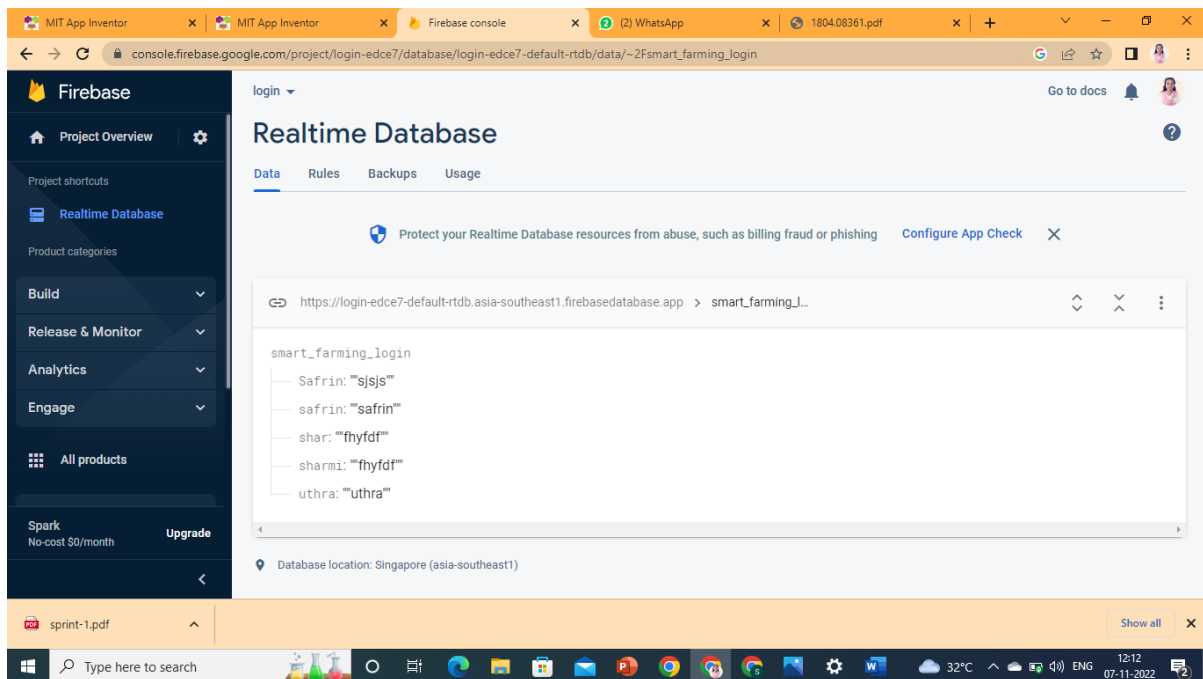 MIT App Inventor
MIT App Inventor
Firebase console
(2) WhatsApp
1804.08361.pdf
console.firebase.google.com/project/login-edce7/database/login-edce7-default-rtdb/data/~2Fsmart_farming_login
Firebase
login
Go to docs
Project Overview
Realtime Database
Data Rules Backups Usage
Project shortcuts
Realtime Database
Product categories
Protect your Realtime Database resources from abuse, such as billing fraud or phishing Configure App Check
Build
Release & Monitor
Analytics
Engage
All products
https://login-edce7-default-rtdb.asia-southeast1.firebasedatabase.app > smart_farming_l...
smart_farming_login
Safrin: ""sjsjs""
safrin: ""safrin""
shar: ""fhyfdf""
sharmi: ""fhyfdf""
uthra: ""uthra""
Spark
No-cost $0/month
Upgrade
Database location: Singapore (asia-southeast1)
sprint-1.pdf
Show all
Type here to search
32°C
ENG
12:12
07-11-2022